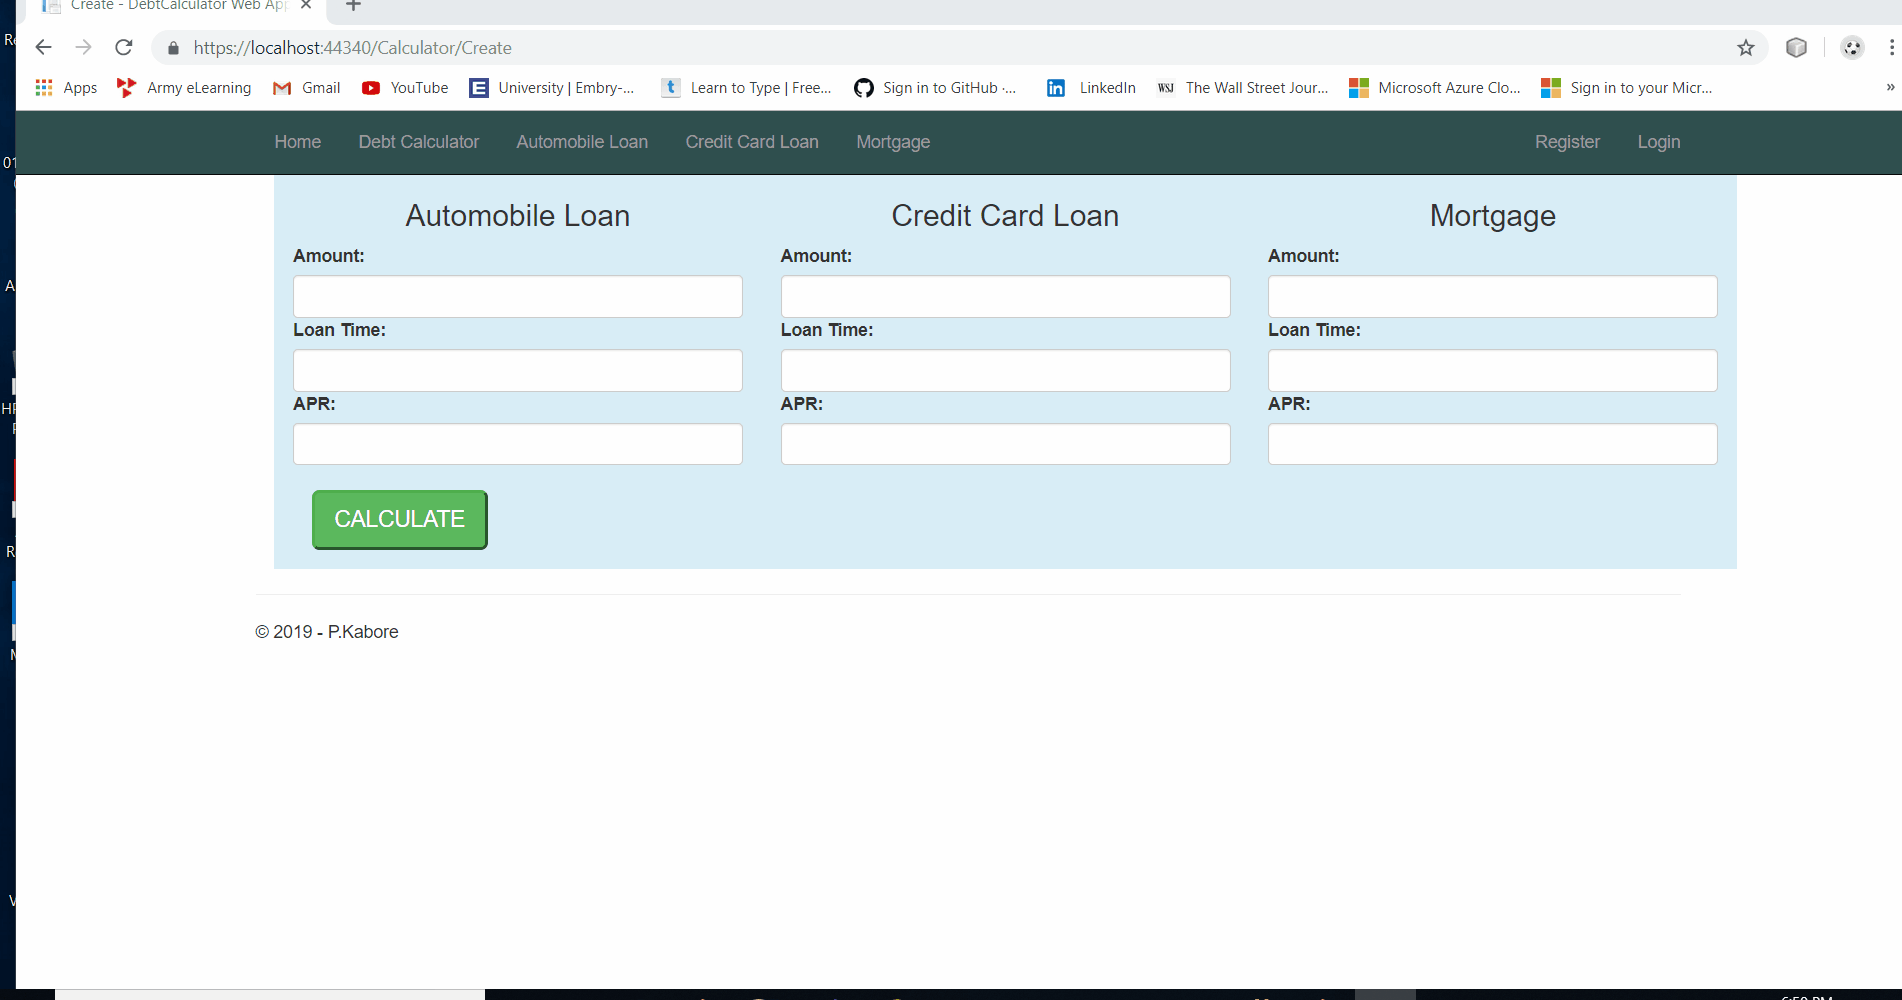 Create - DebtCalculator Web App
https://localhost:44340/Calculator/Create
Apps Army eLearning Gmail YouTube University | Embry-... Learn to Type | Free... Sign in to GitHub ·... LinkedIn WSJ The Wall Street Jour... Microsoft Azure Clo... Sign in to your Micr... »
Home Debt Calculator Automobile Loan Credit Card Loan Mortgage Register Login
Automobile Loan Credit Card Loan Mortgage
Amount: Amount: Amount:
Loan Time: Loan Time: Loan Time:
APR: APR: APR:
CALCULATE
© 2019 - P.Kabore